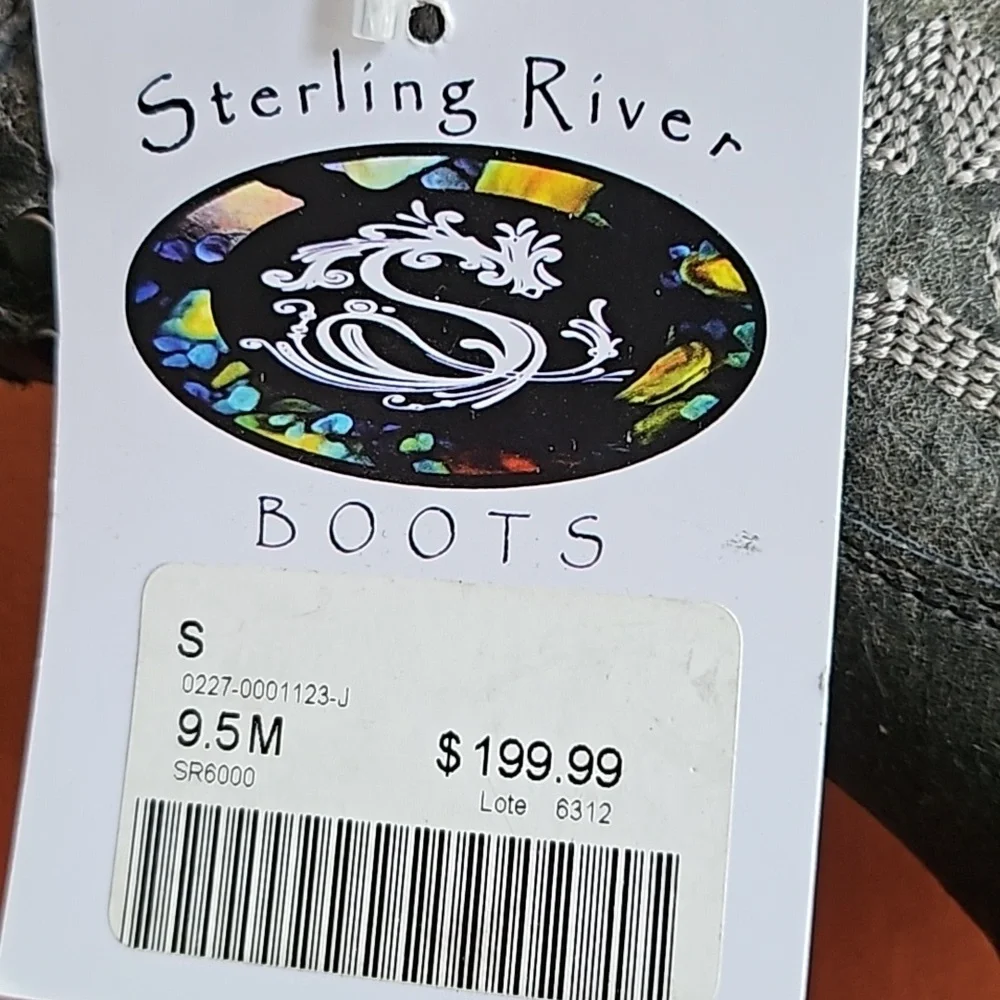 Sterling River
BOOTS
S
0227-0001123-J
9.5M
$199.99
SR6000
Lote 6312